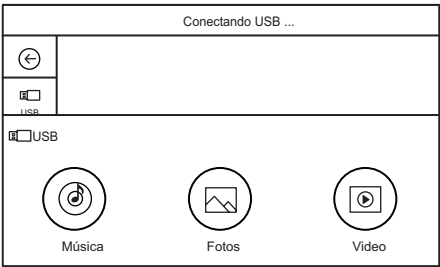 Conectando USB ...
USB
USB
Música
Fotos
Video